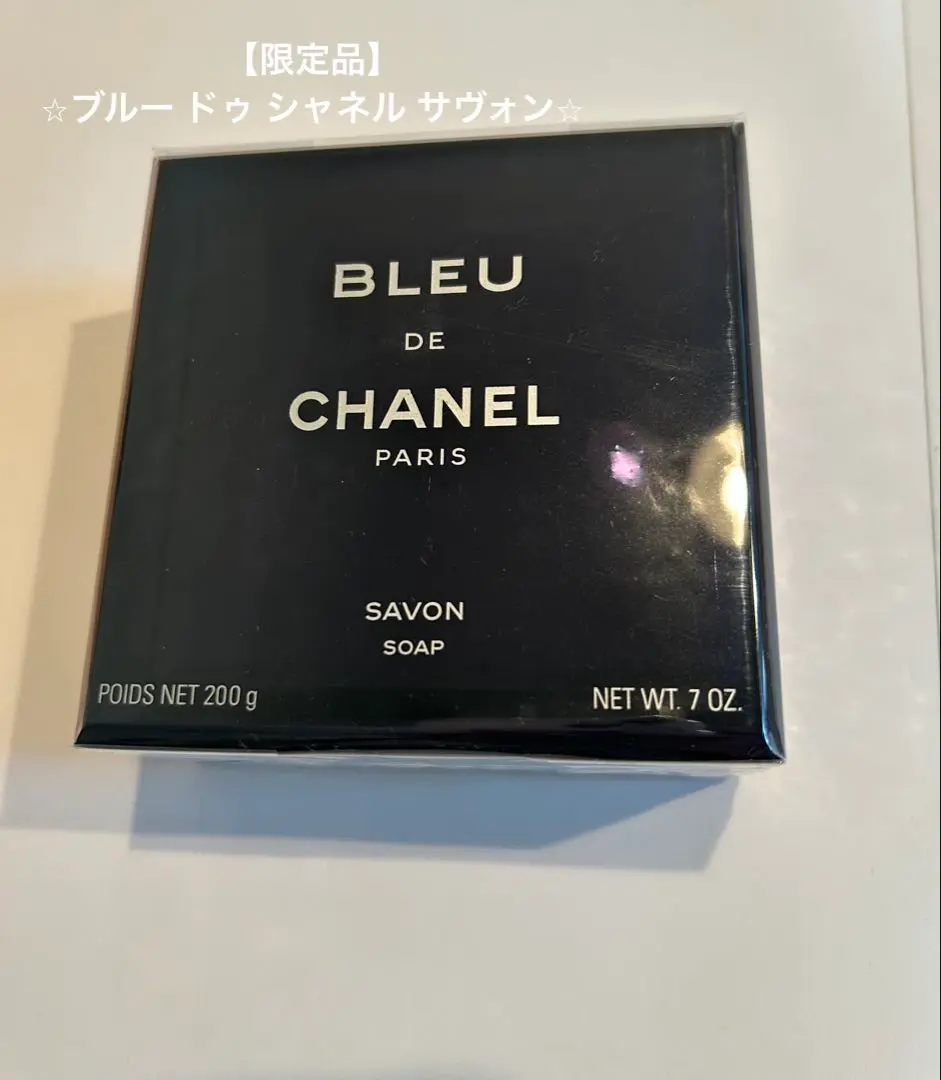 【限定品】
☆ブルー ドゥ シャネル サヴォン☆
BLEU
DE
CHANEL
PARIS
SAVON
SOAP
POIDS NET 200 g
NET WT. 7 OZ.